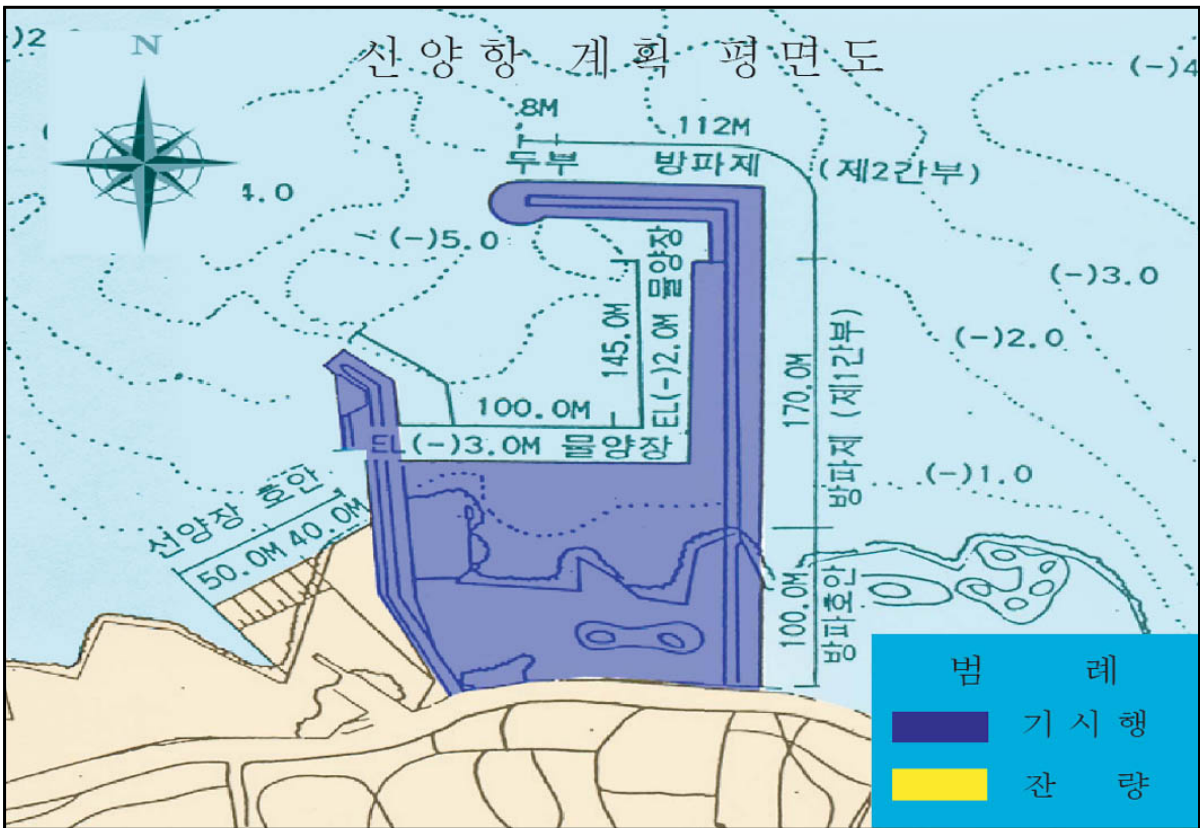 신양항 계획 평면도
)2
N
(-)4
8M
112M
두부 방파제 (제2간부)
4.0
(-)5.0
물양장
EL(-)2.0M
145.0M
(-)3.0
(-)2.0
170.0M
방파제 (제1간부)
100.0M
EL(-)3.0M 물양장
(-)1.0
선양장 호안
50.0M 40.0M
100.0M
방파호안
범 례
기 시 행
잔 량